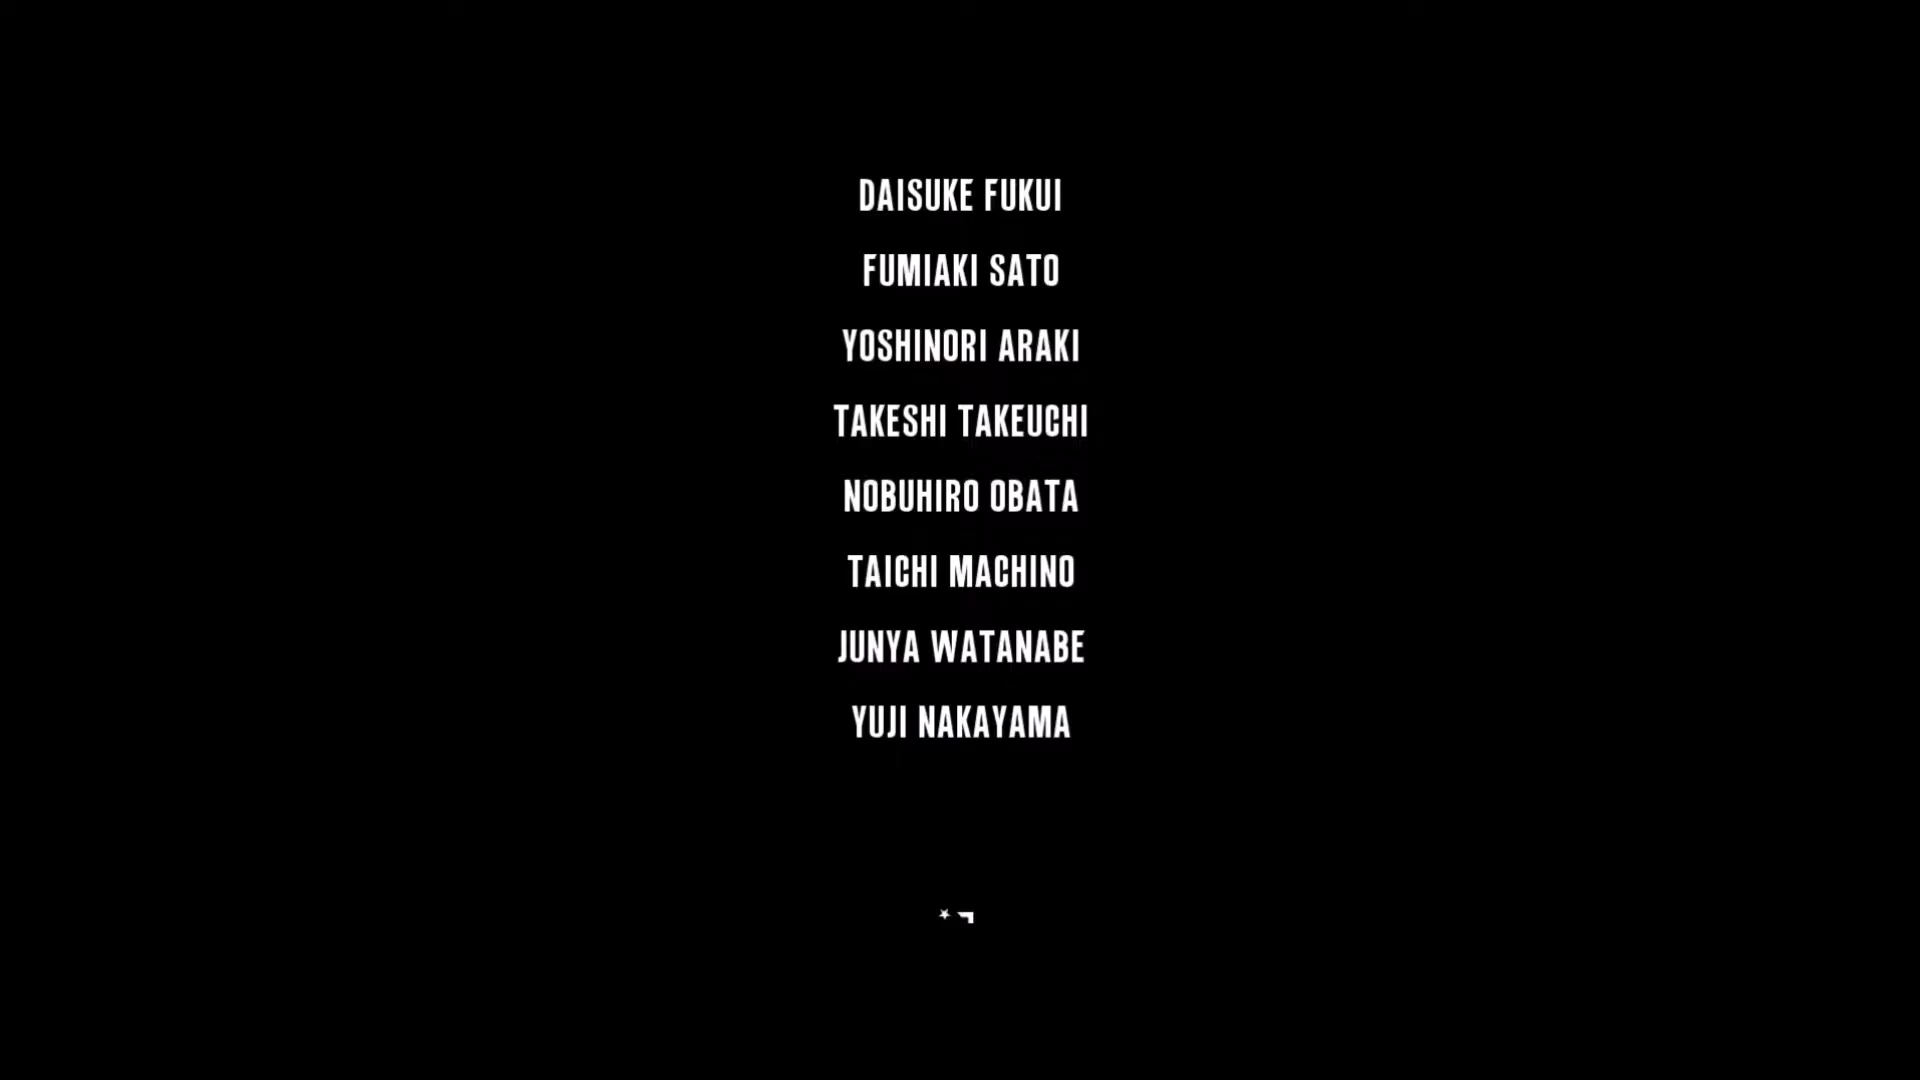 DAISUKE FUKUI
FUMIAKI SATO
YOSHINORI ARAKI
TAKESHI TAKEUCHI
NOBUHIRO OBATA
TAICHI MACHINO
JUNYA WATANABE
YUJI NAKAYAMA